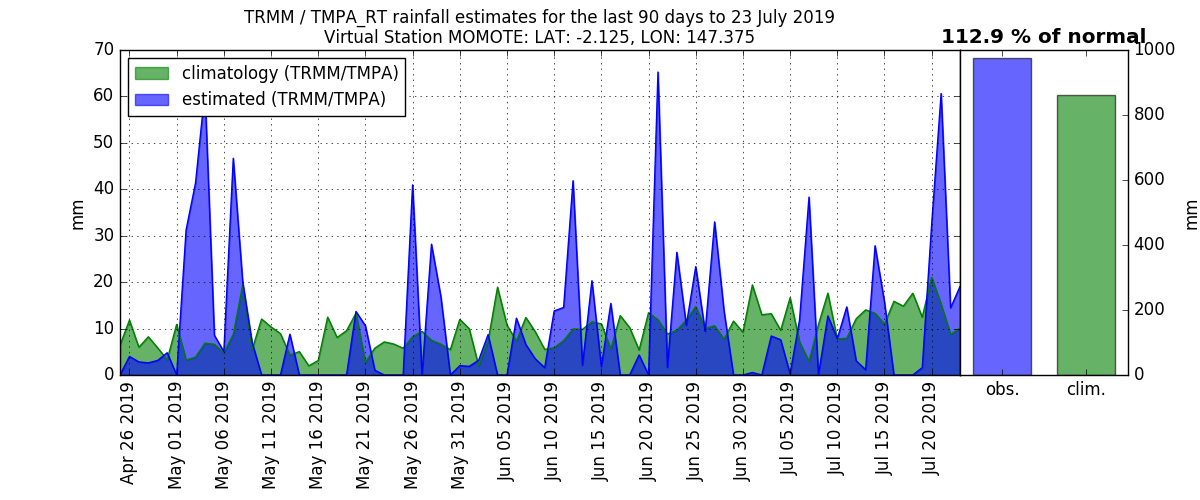 TRMM / TMPA_RT rainfall estimates for the last 90 days to 23 July 2019
Virtual Station MOMOTE: LAT: -2.125, LON: 147.375
112.9 % of normal
climatology (TRMM/TMPA)
estimated (TRMM/TMPA)
70
60
50
40
30
20
10
0
mm
Apr 26 2019
May 01 2019
May 06 2019
May 11 2019
May 16 2019
May 21 2019
May 26 2019
May 31 2019
Jun 05 2019
Jun 10 2019
Jun 15 2019
Jun 20 2019
Jun 25 2019
Jun 30 2019
Jul 05 2019
Jul 10 2019
Jul 15 2019
Jul 20 2019
obs.
clim.
1000
800
600
400
200
0
mm